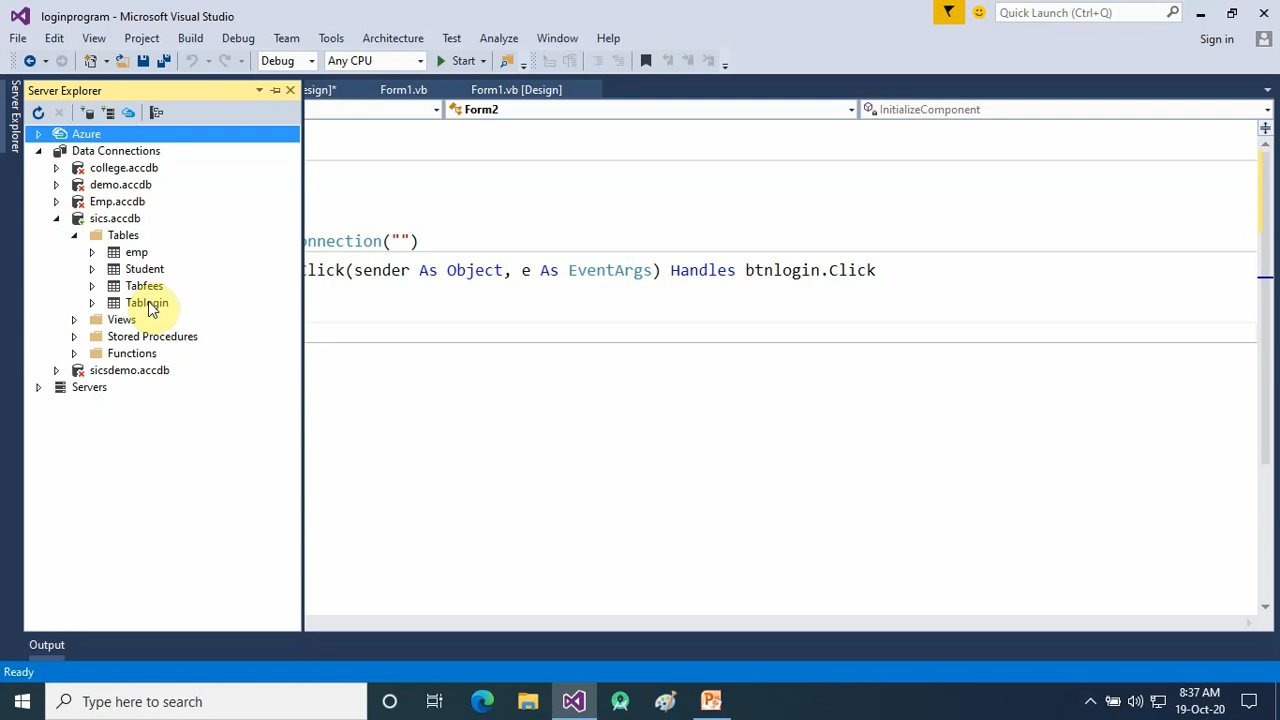 loginprogram - Microsoft Visual Studio
Quick Launch (Ctrl+Q)
File Edit View Project Build Debug Team Tools Architecture Test Analyze Window Help
Sign in
Debug Any CPU Start
Server Explorer
Server Explorer
esign]* Form1.vb Form1.vb [Design]
Form2 InitializeComponent
Azure
Data Connections
college.accdb
demo.accdb
Emp.accdb
sics.accdb
Tables
emp
Student
Tabfees
Tablogin
Views
Stored Procedures
Functions
sicsdemo.accdb
Servers
onnection("")
Click(sender As Object, e As EventArgs) Handles btnlogin.Click
Output
Ready
Type here to search
8:37 AM
19-Oct-20